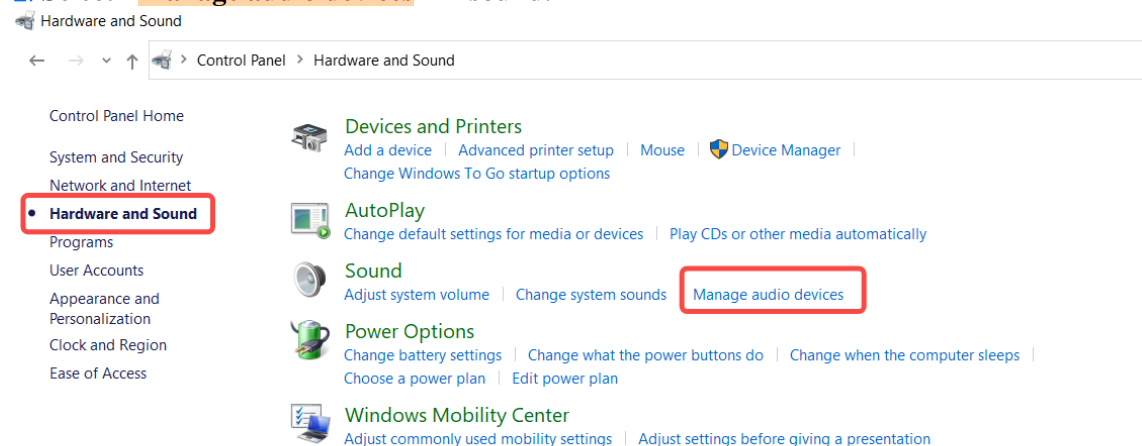 Hardware and Sound
Control Panel > Hardware and Sound
Control Panel Home
System and Security
Network and Internet
Hardware and Sound
Programs
User Accounts
Appearance and
Personalization
Clock and Region
Ease of Access
Devices and Printers
Add a device | Advanced printer setup | Mouse | Device Manager |
Change Windows To Go startup options
AutoPlay
Change default settings for media or devices | Play CDs or other media automatically
Sound
Adjust system volume | Change system sounds | Manage audio devices
Power Options
Change battery settings | Change what the power buttons do | Change when the computer sleeps |
Choose a power plan | Edit power plan
Windows Mobility Center
Adjust commonly used mobility settings | Adjust settings before giving a presentation